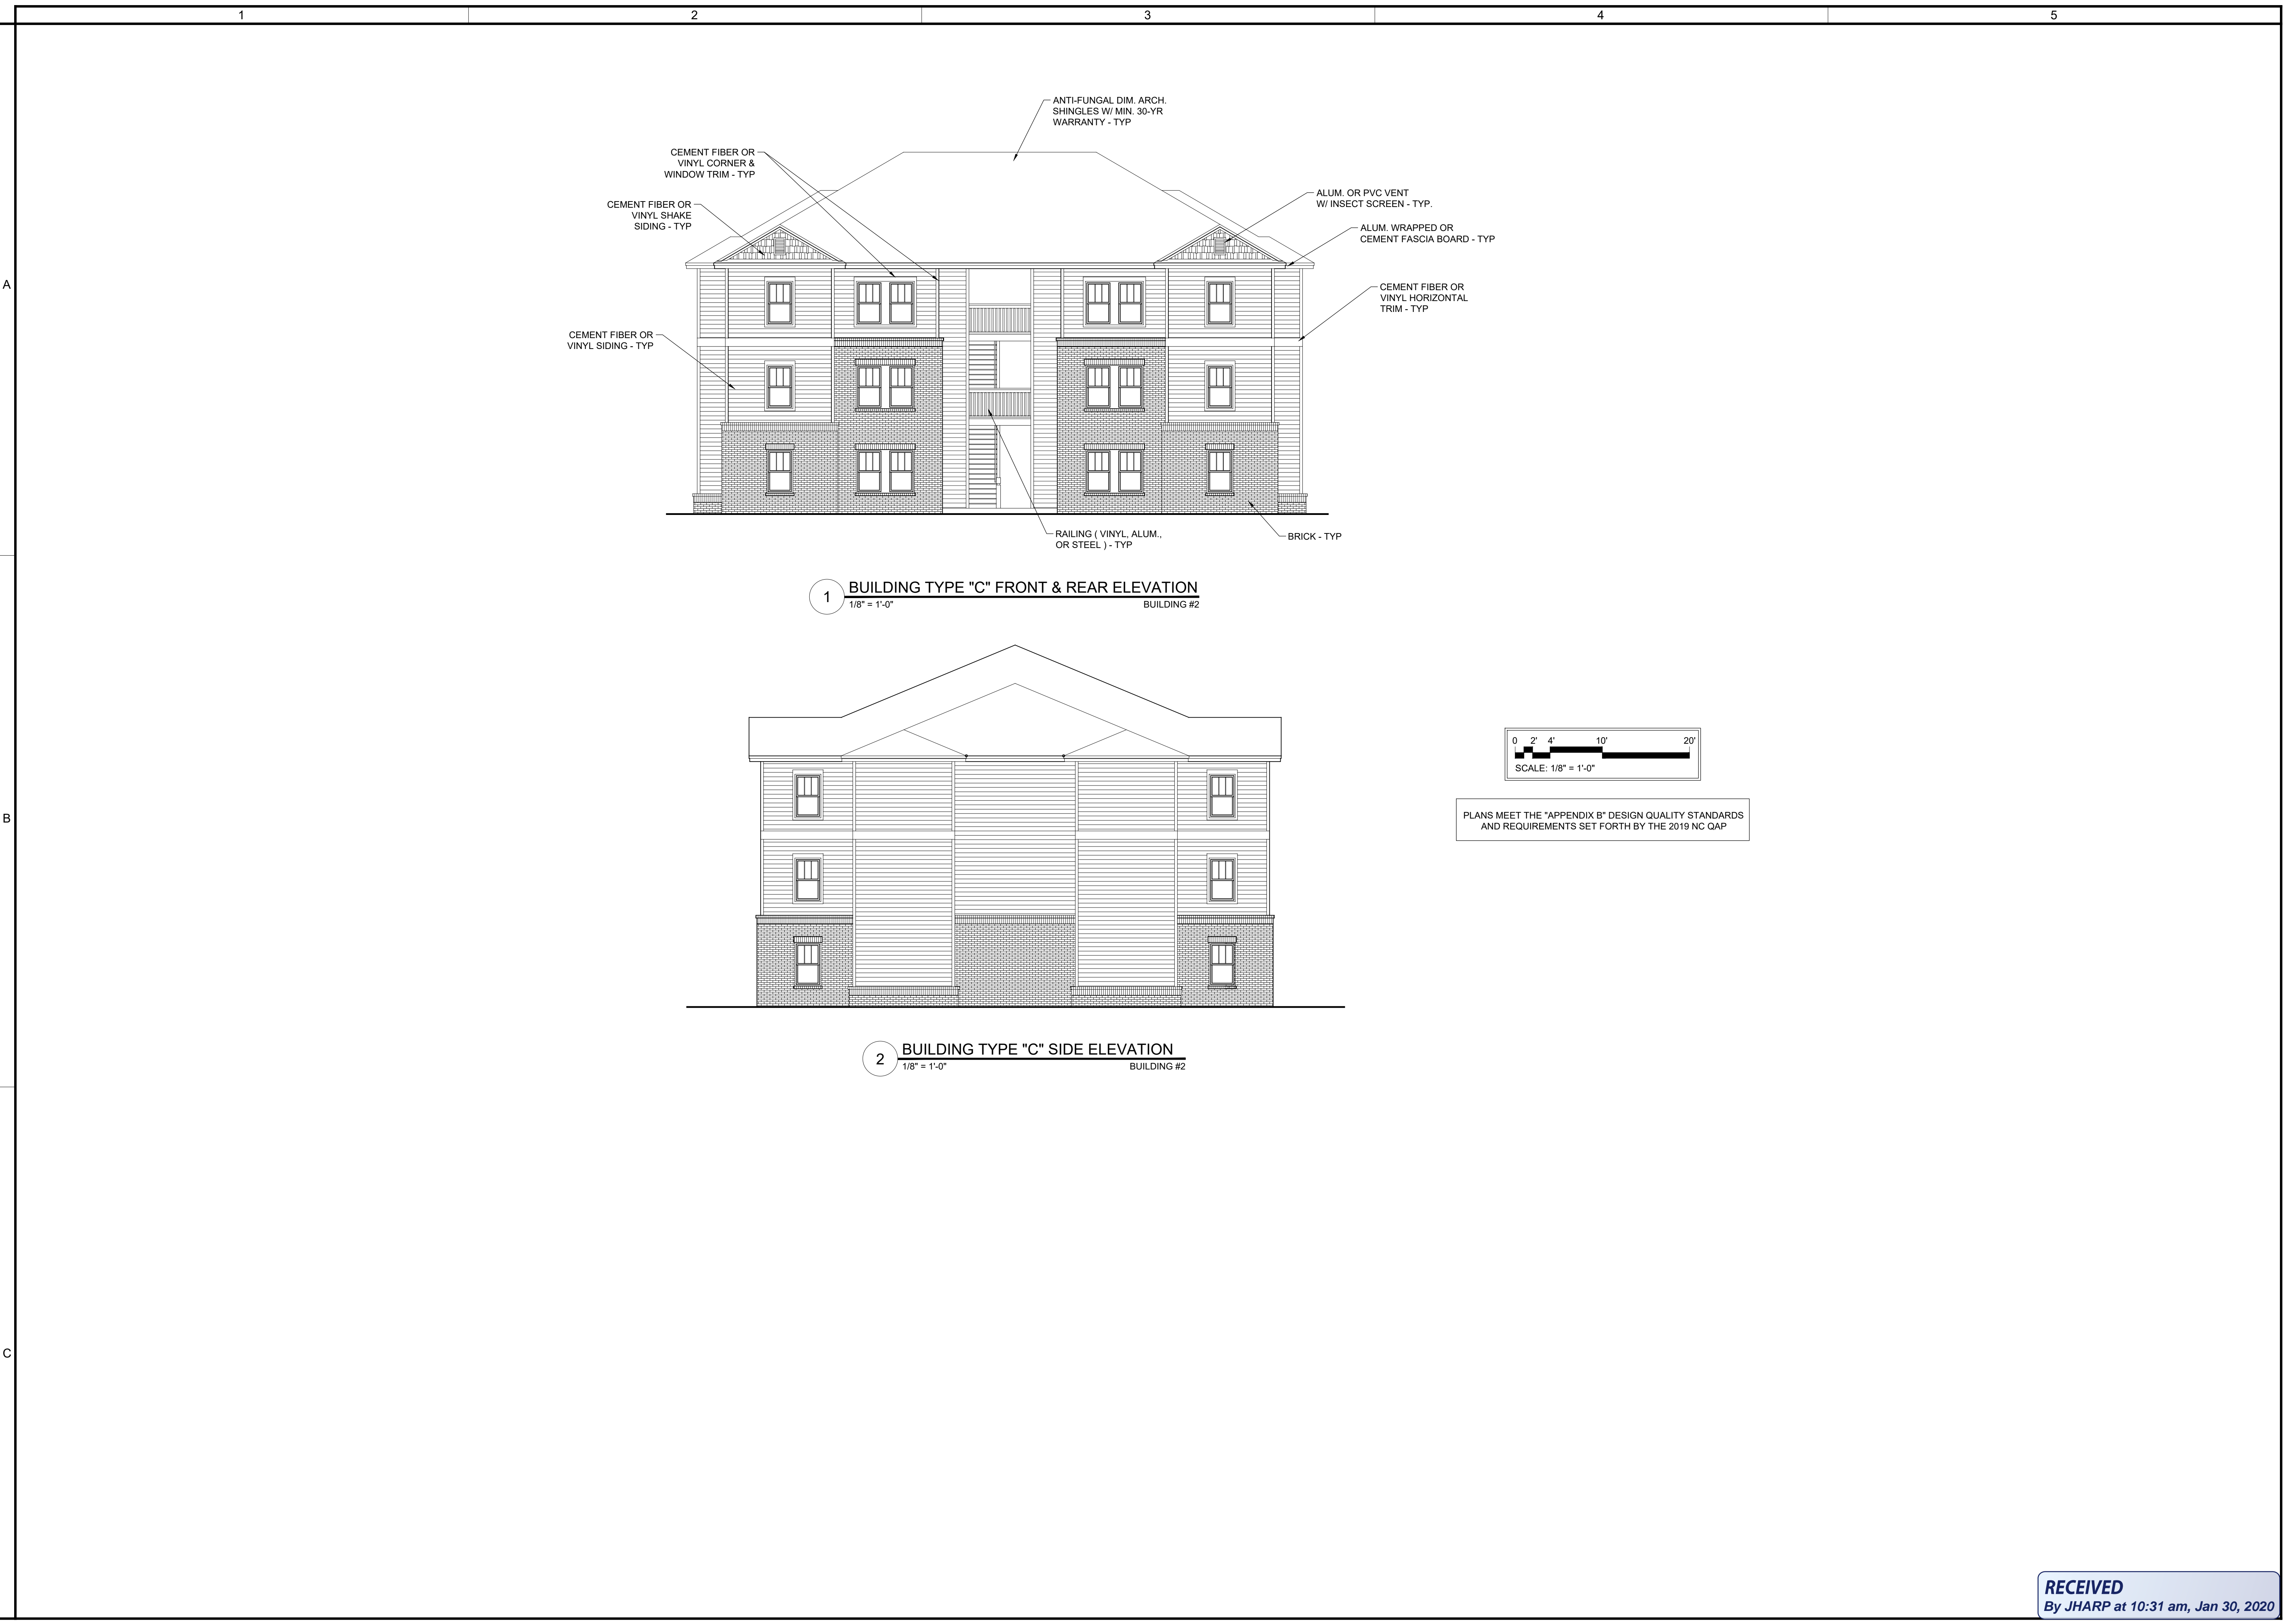 1
2
3
4
5
ANTI-FUNGAL DIM. ARCH.
SHINGLES W/ MIN. 30-YR
WARRANTY - TYP
CEMENT FIBER OR
VINYL CORNER &
WINDOW TRIM - TYP
CEMENT FIBER OR
VINYL SHAKE
SIDING - TYP
ALUM. OR PVC VENT
W/ INSECT SCREEN - TYP.
ALUM. WRAPPED OR
CEMENT FASCIA BOARD - TYP
A
CEMENT FIBER OR
VINYL HORIZONTAL
TRIM - TYP
CEMENT FIBER OR
VINYL SIDING - TYP
RAILING ( VINYL, ALUM.,
OR STEEL ) - TYP
BRICK - TYP
1
BUILDING TYPE "C" FRONT & REAR ELEVATION
1/8" = 1'-0"
BUILDING #2
0 2' 4' 10' 20'
SCALE: 1/8" = 1'-0"
PLANS MEET THE "APPENDIX B" DESIGN QUALITY STANDARDS
AND REQUIREMENTS SET FORTH BY THE 2019 NC QAP
B
2
BUILDING TYPE "C" SIDE ELEVATION
1/8" = 1'-0"
BUILDING #2
C
RECEIVED
By JHARP at 10:31 am, Jan 30, 2020